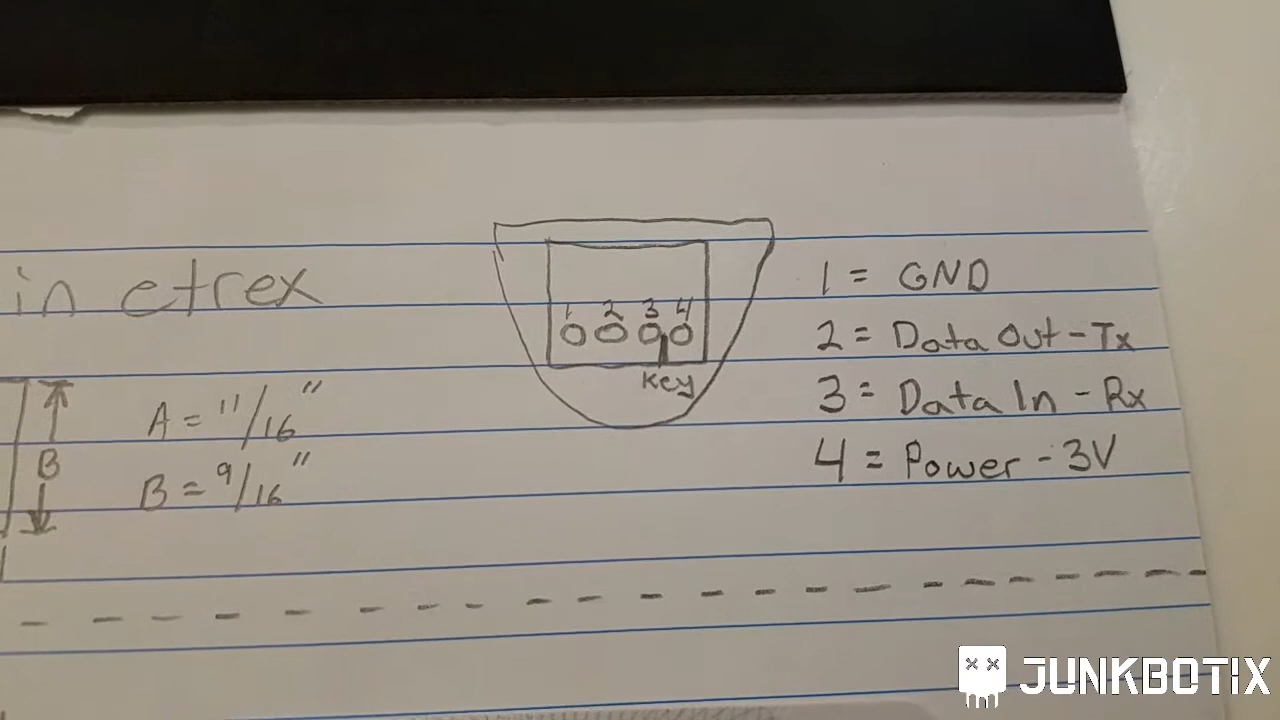 in etrex
1 2 3 4
Key
1 = GND
2 = Data Out - Tx
3 = Data In - Rx
4 = Power - 3V
B
A = 11/16"
B = 9/16"
JUNKBOTIX